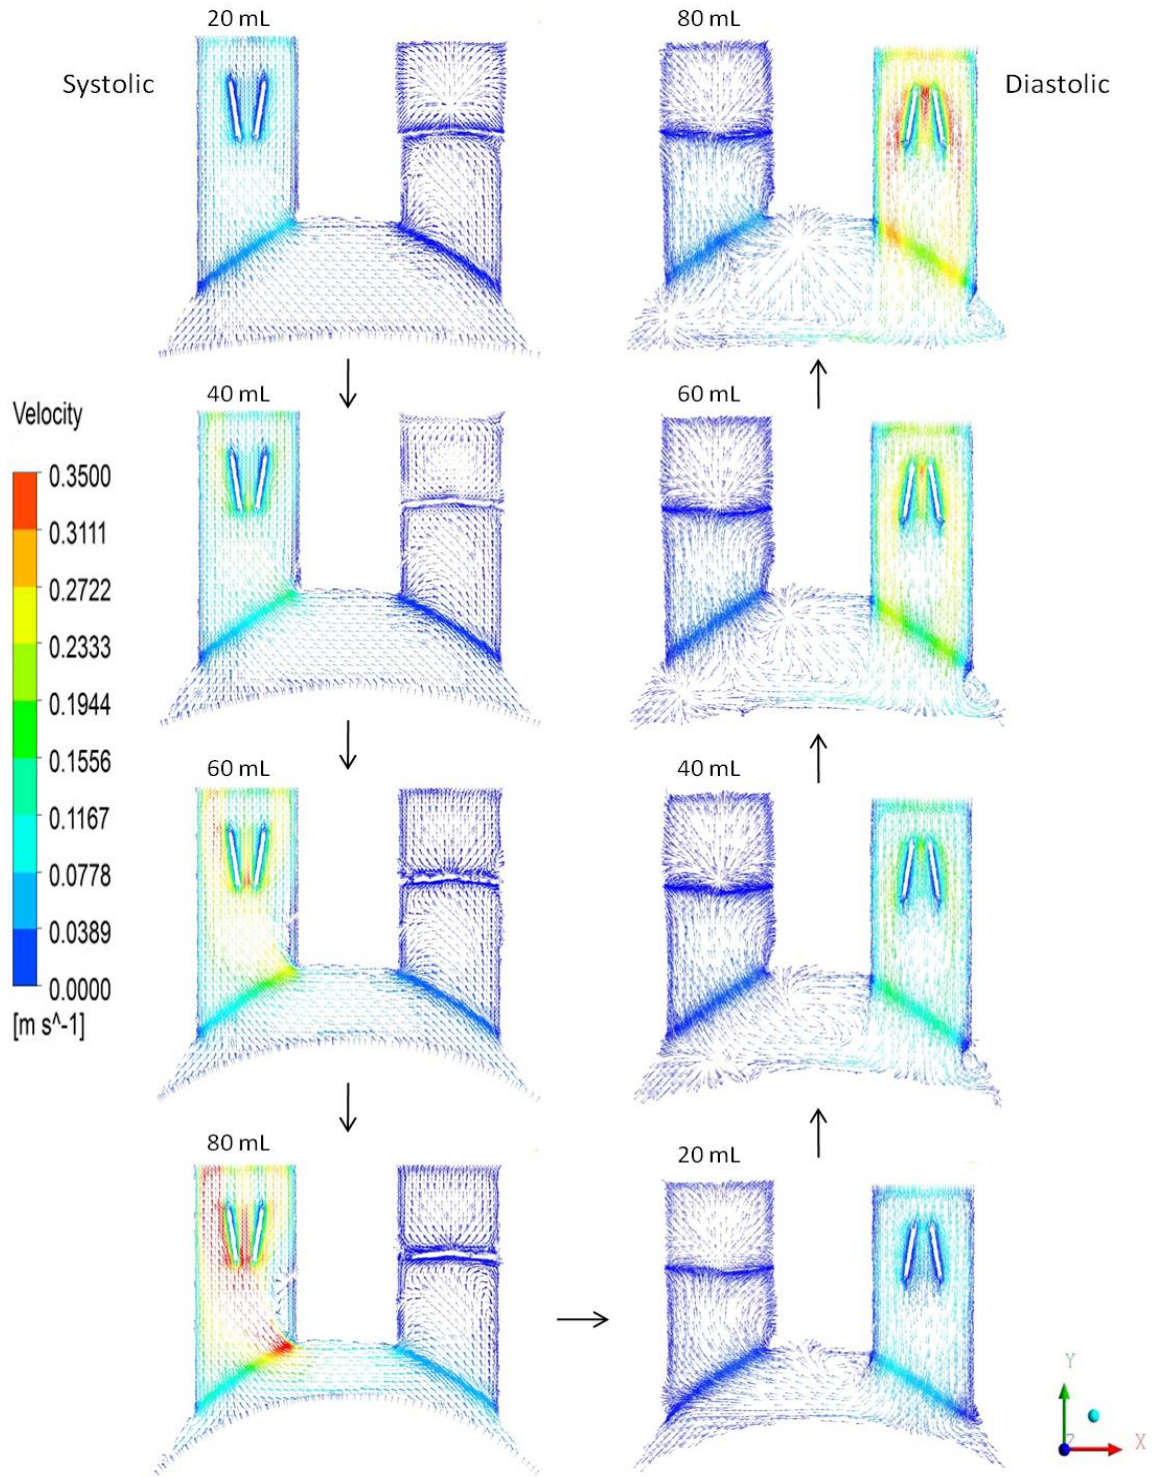 20 mL
80 mL
Systolic
Diastolic
40 mL
60 mL
Velocity
0.3500
0.3111
0.2722
0.2333
0.1944
0.1556
0.1167
0.0778
0.0389
0.0000
[m s^-1]
60 mL
40 mL
80 mL
20 mL
Y
Z
X